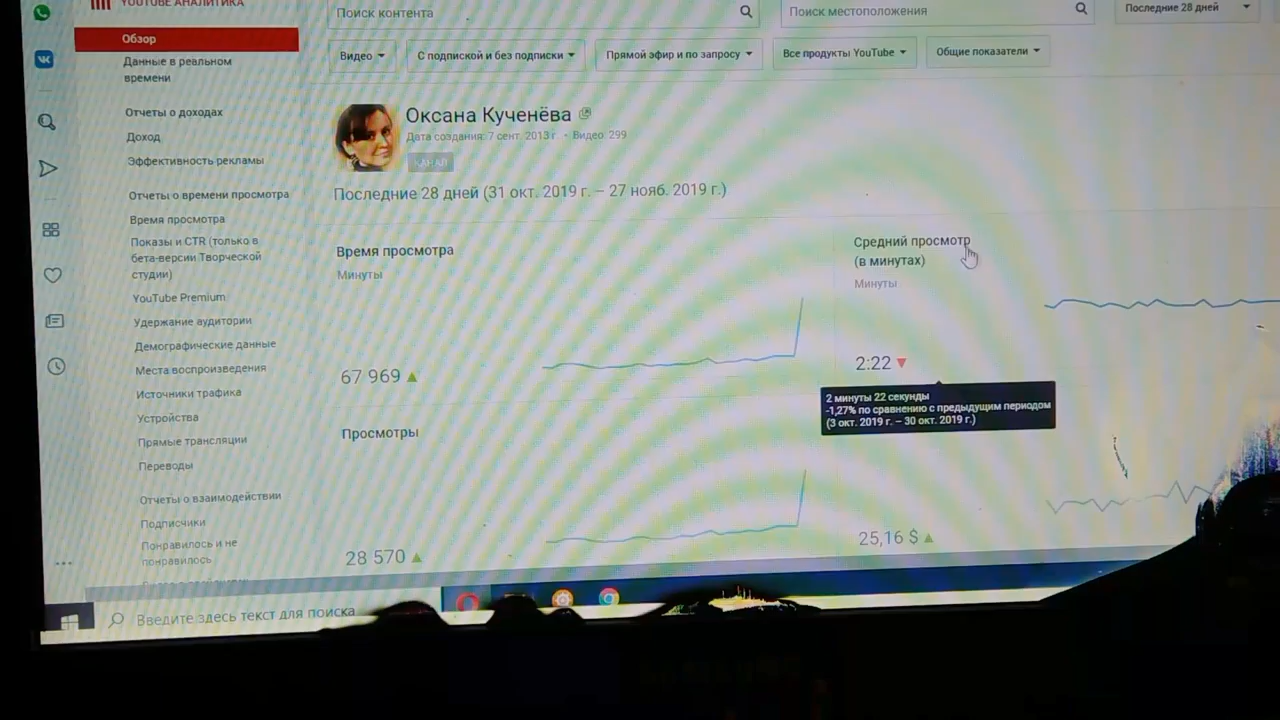 YOUTUBE АНАЛИТИКА
Поиск контента
Поиск местоположения
Последние 28 дней
Обзор
Видео
С подпиской и без подписки
Прямой эфир и по запросу
Все продукты YouTube
Общие показатели
Данные в реальном
времени
Отчеты о доходах
Доход
Эффективность рекламы
Отчеты о времени просмотра
Время просмотра
Показы и CTR (только в
бета-версии Творческой
студии)
YouTube Premium
Удержание аудитории
Демографические данные
Места воспроизведения
Источники трафика
Устройства
Прямые трансляции
Переводы
Отчеты о взаимодействии
Подписчики
Понравилось и не
понравилось
Оксана Кученёва
Дата создания: 7 сент. 2013 г. • Видео: 299
КАНАЛ
Последние 28 дней (31 окт. 2019 г. – 27 нояб. 2019 г.)
Время просмотра
Минуты
67 969
Средний просмотр
(в минутах)
Минуты
2:22
2 минуты 22 секунды
-1,27% по сравнению с предыдущим периодом
(3 окт. 2019 г. – 30 окт. 2019 г.)
Просмотры
28 570
25,16 $
Введите здесь текст для поиска